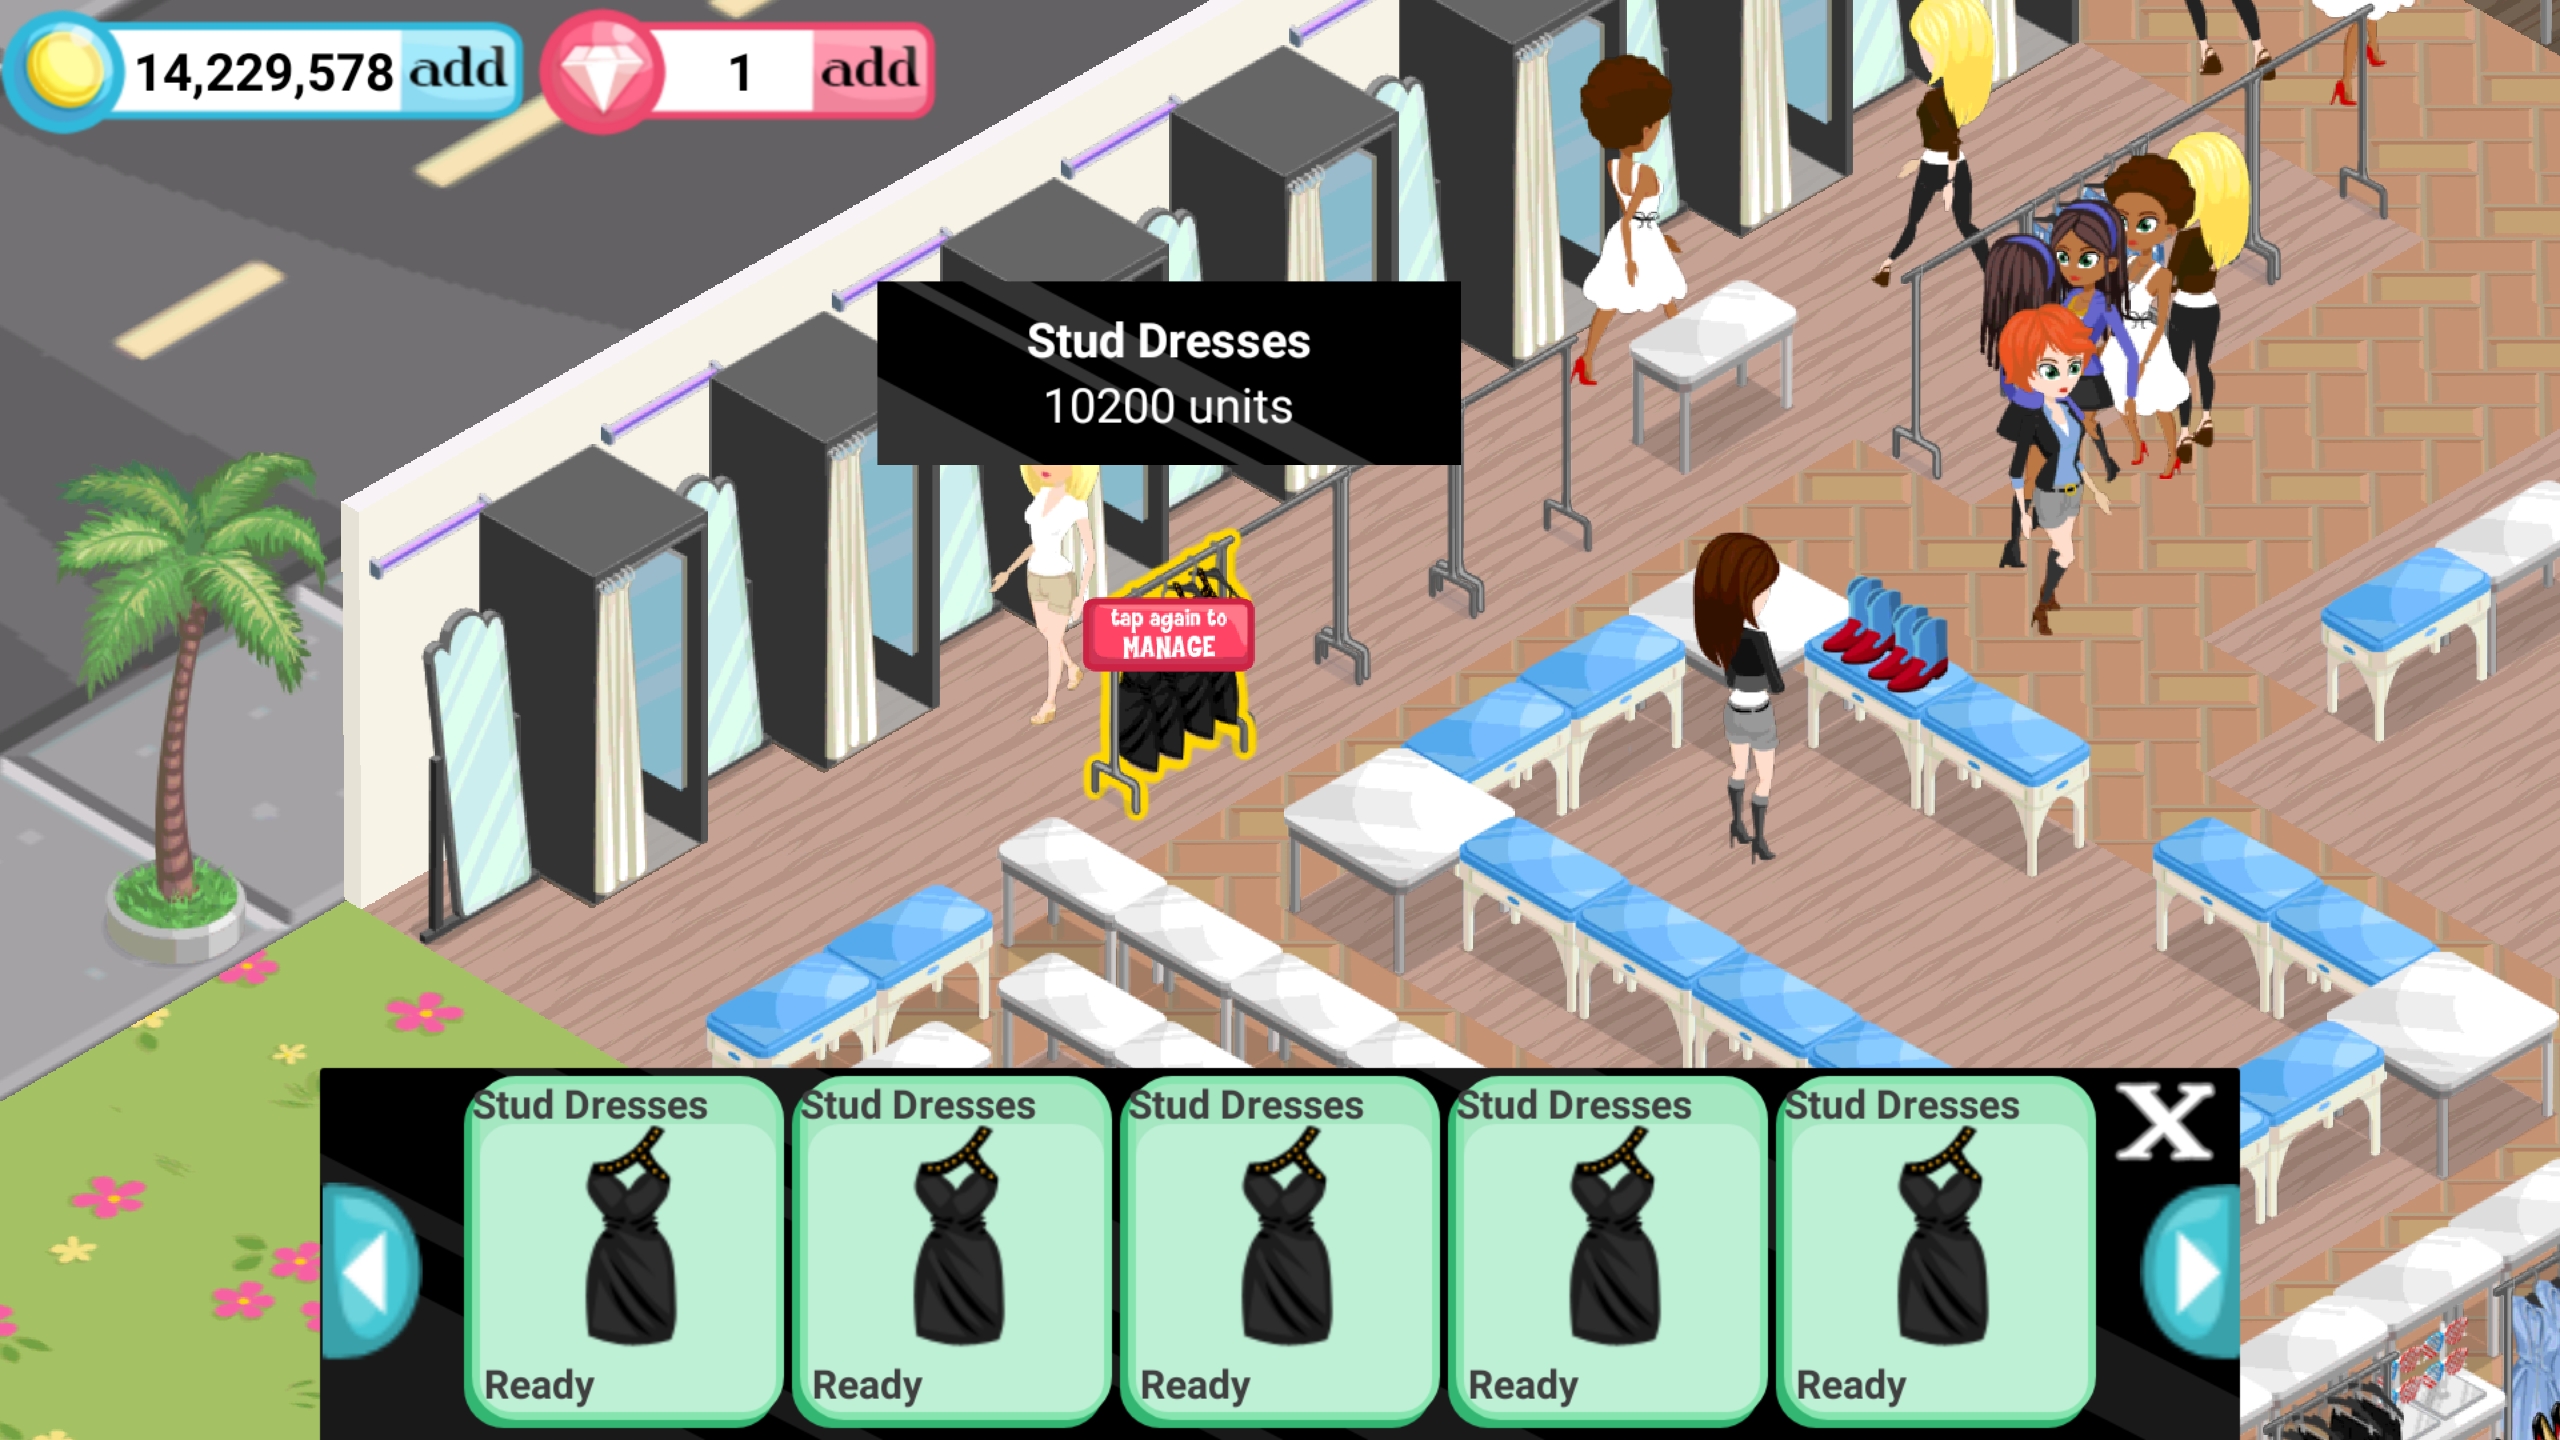 14,229,578 add
1 add
Stud Dresses
10200 units
tap again to
MANAGE
Stud Dresses
Ready
Stud Dresses
Ready
Stud Dresses
Ready
Stud Dresses
Ready
Stud Dresses
Ready
X